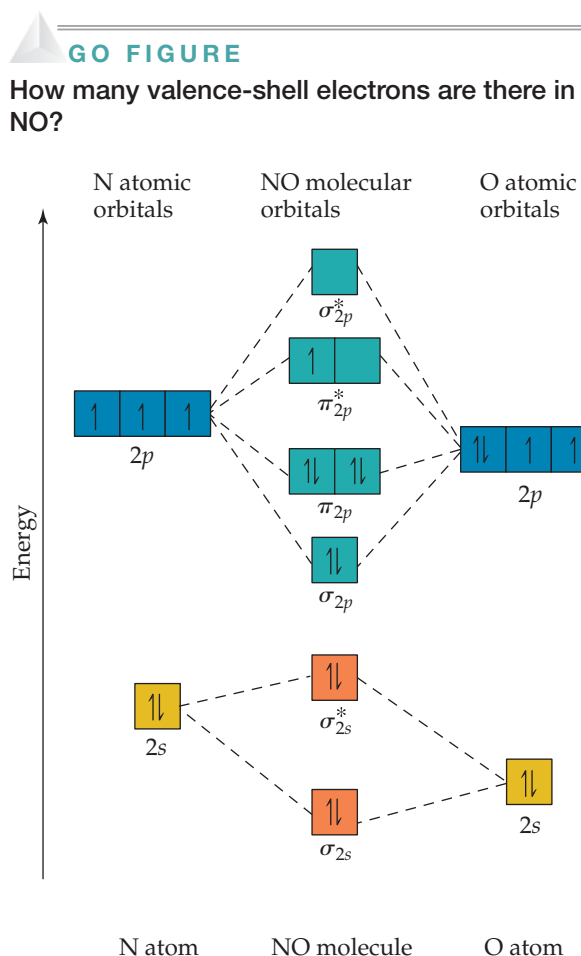 GO FIGURE
How many valence-shell electrons are there in
NO?
N atomic
orbitals
NO molecular
orbitals
O atomic
orbitals
Energy
σ*2p
π*2p
2p
π2p
2p
σ2p
σ*2s
2s
2s
σ2s
N atom
NO molecule
O atom